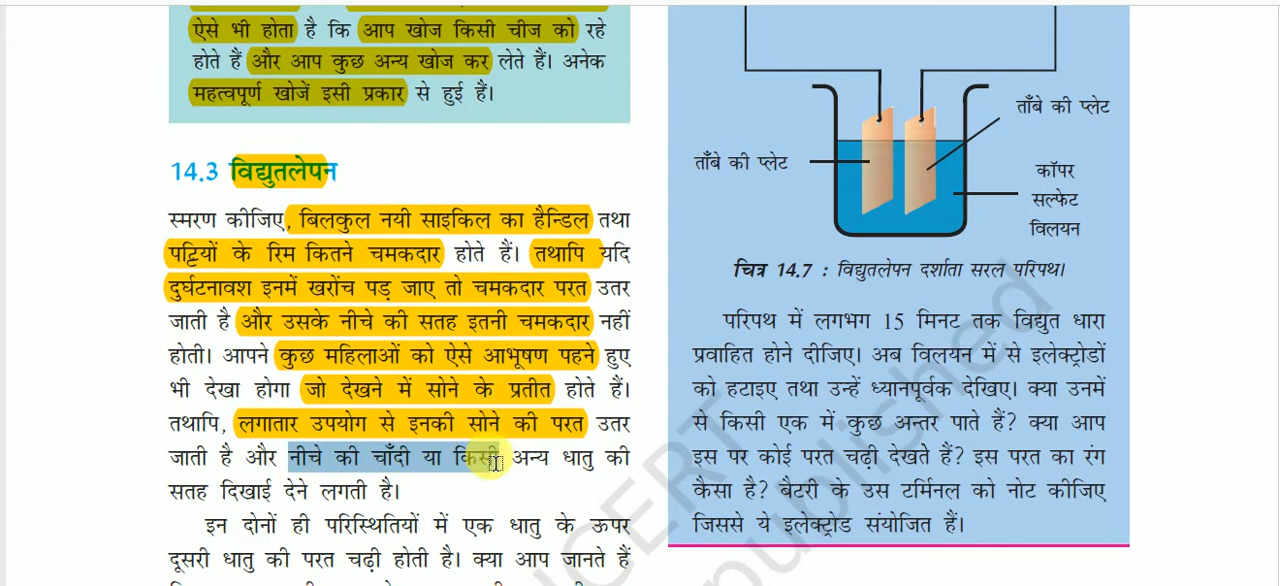 ऐसे भी होता है कि आप खोज किसी चीज को रहे
होते हैं और आप कुछ अन्य खोज कर लेते हैं। अनेक
महत्वपूर्ण खोजें इसी प्रकार से हुई हैं।
14.3 विद्युतलेपन
स्मरण कीजिए, बिलकुल नयी साइकिल का हैन्डिल तथा
पट्टियों के रिम कितने चमकदार होते हैं। तथापि यदि
दुर्घटनावश इनमें खरोंच पड़ जाए तो चमकदार परत उतर
जाती है और उसके नीचे की सतह इतनी चमकदार नहीं
होती। आपने कुछ महिलाओं को ऐसे आभूषण पहने हुए
भी देखा होगा जो देखने में सोने के प्रतीत होते हैं।
तथापि, लगातार उपयोग से इनकी सोने की परत उतर
जाती है और नीचे की चाँदी या किसी अन्य धातु की
सतह दिखाई देने लगती है।
इन दोनों ही परिस्थितियों में एक धातु के ऊपर
दूसरी धातु की परत चढ़ी होती है। क्या आप जानते हैं
ताँबे की प्लेट
ताँबे की प्लेट
कॉपर
सल्फेट
विलयन
चित्र 14.7 : विद्युतलेपन दर्शाता सरल परिपथ।
परिपथ में लगभग 15 मिनट तक विद्युत धारा
प्रवाहित होने दीजिए। अब विलयन में से इलेक्ट्रोडों
को हटाइए तथा उन्हें ध्यानपूर्वक देखिए। क्या उनमें
से किसी एक में कुछ अन्तर पाते हैं? क्या आप
इस पर कोई परत चढ़ी देखते हैं? इस परत का रंग
कैसा है? बैटरी के उस टर्मिनल को नोट कीजिए
जिससे ये इलेक्ट्रोड संयोजित हैं।
NCERT
published